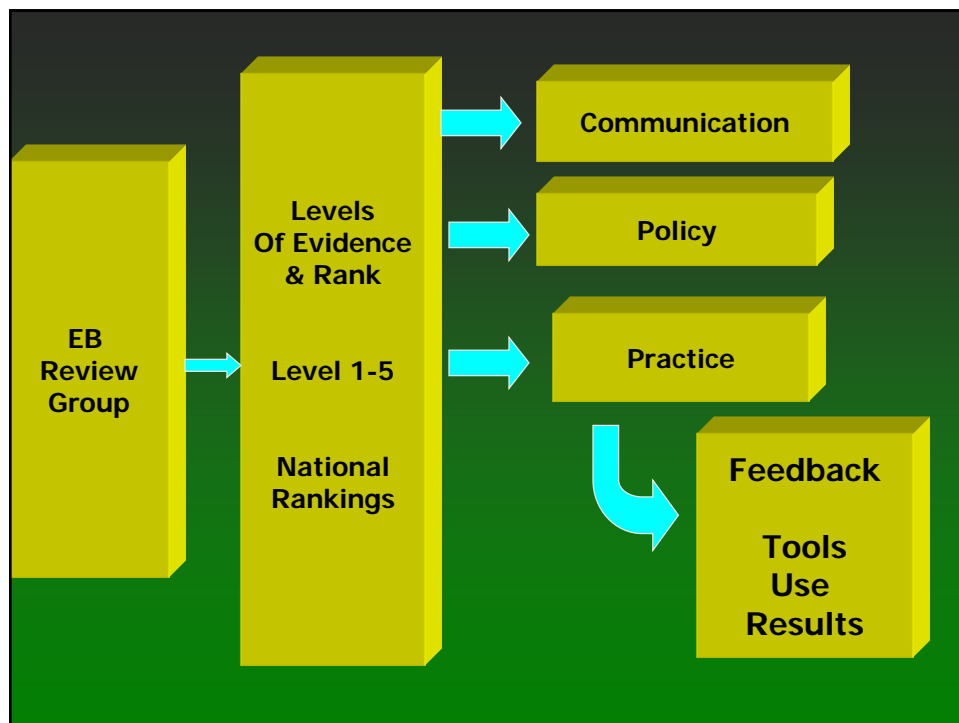 EB
Review
Group
Levels
Of Evidence
& Rank
Level 1-5
National
Rankings
Communication
Policy
Practice
Feedback
Tools
Use
Results